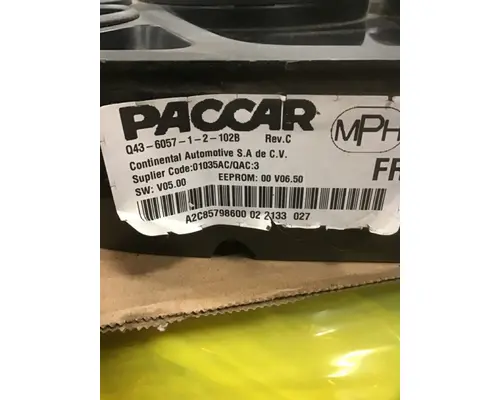 PACCAR
Q43-6057-1-2-102B Rev.C
MPH
Continental Automotive S.A de C.V.
Suplier Code:01035AC/QAC:3
FF
SW: V05.00 EEPROM: 00 V06.50
A2C85798600 02 2133 027